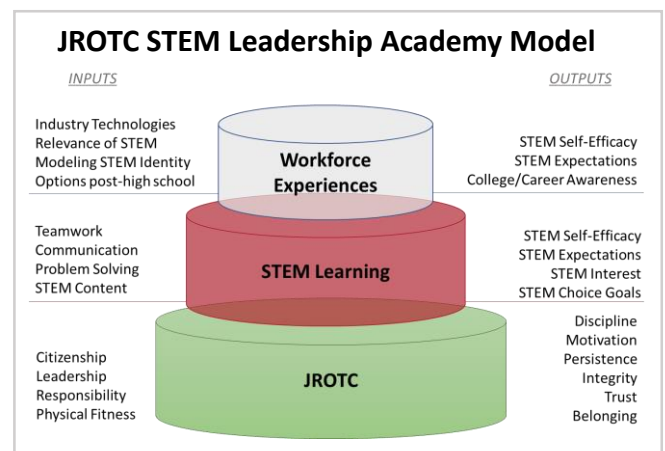 JROTC STEM Leadership Academy Model
INPUTS
OUTPUTS
Industry Technologies
Relevance of STEM
Modeling STEM Identity
Options post-high school
Workforce
Experiences
STEM Self-Efficacy
STEM Expectations
College/Career Awareness
Teamwork
Communication
Problem Solving
STEM Content
STEM Learning
STEM Self-Efficacy
STEM Expectations
STEM Interest
STEM Choice Goals
Citizenship
Leadership
Responsibility
Physical Fitness
JROTC
Discipline
Motivation
Persistence
Integrity
Trust
Belonging